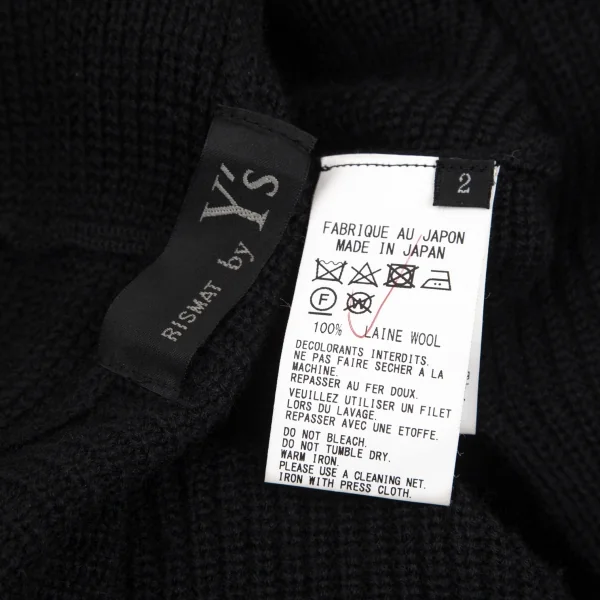 RISMAT by Y's
2
FABRIQUE AU JAPON
MADE IN JAPAN
F
W
100% LAINE WOOL
DECOLORANTS INTERDITS.
NE PAS FAIRE SECHER A LA
MACHINE.
REPASSER AU FER DOUX.
VEUILLEZ UTILISER UN FILET
LORS DU LAVAGE.
REPASSER AVEC UNE ETOFFE.
DO NOT BLEACH.
DO NOT TUMBLE DRY.
WARM IRON.
PLEASE USE A CLEANING NET.
IRON WITH PRESS CLOTH.